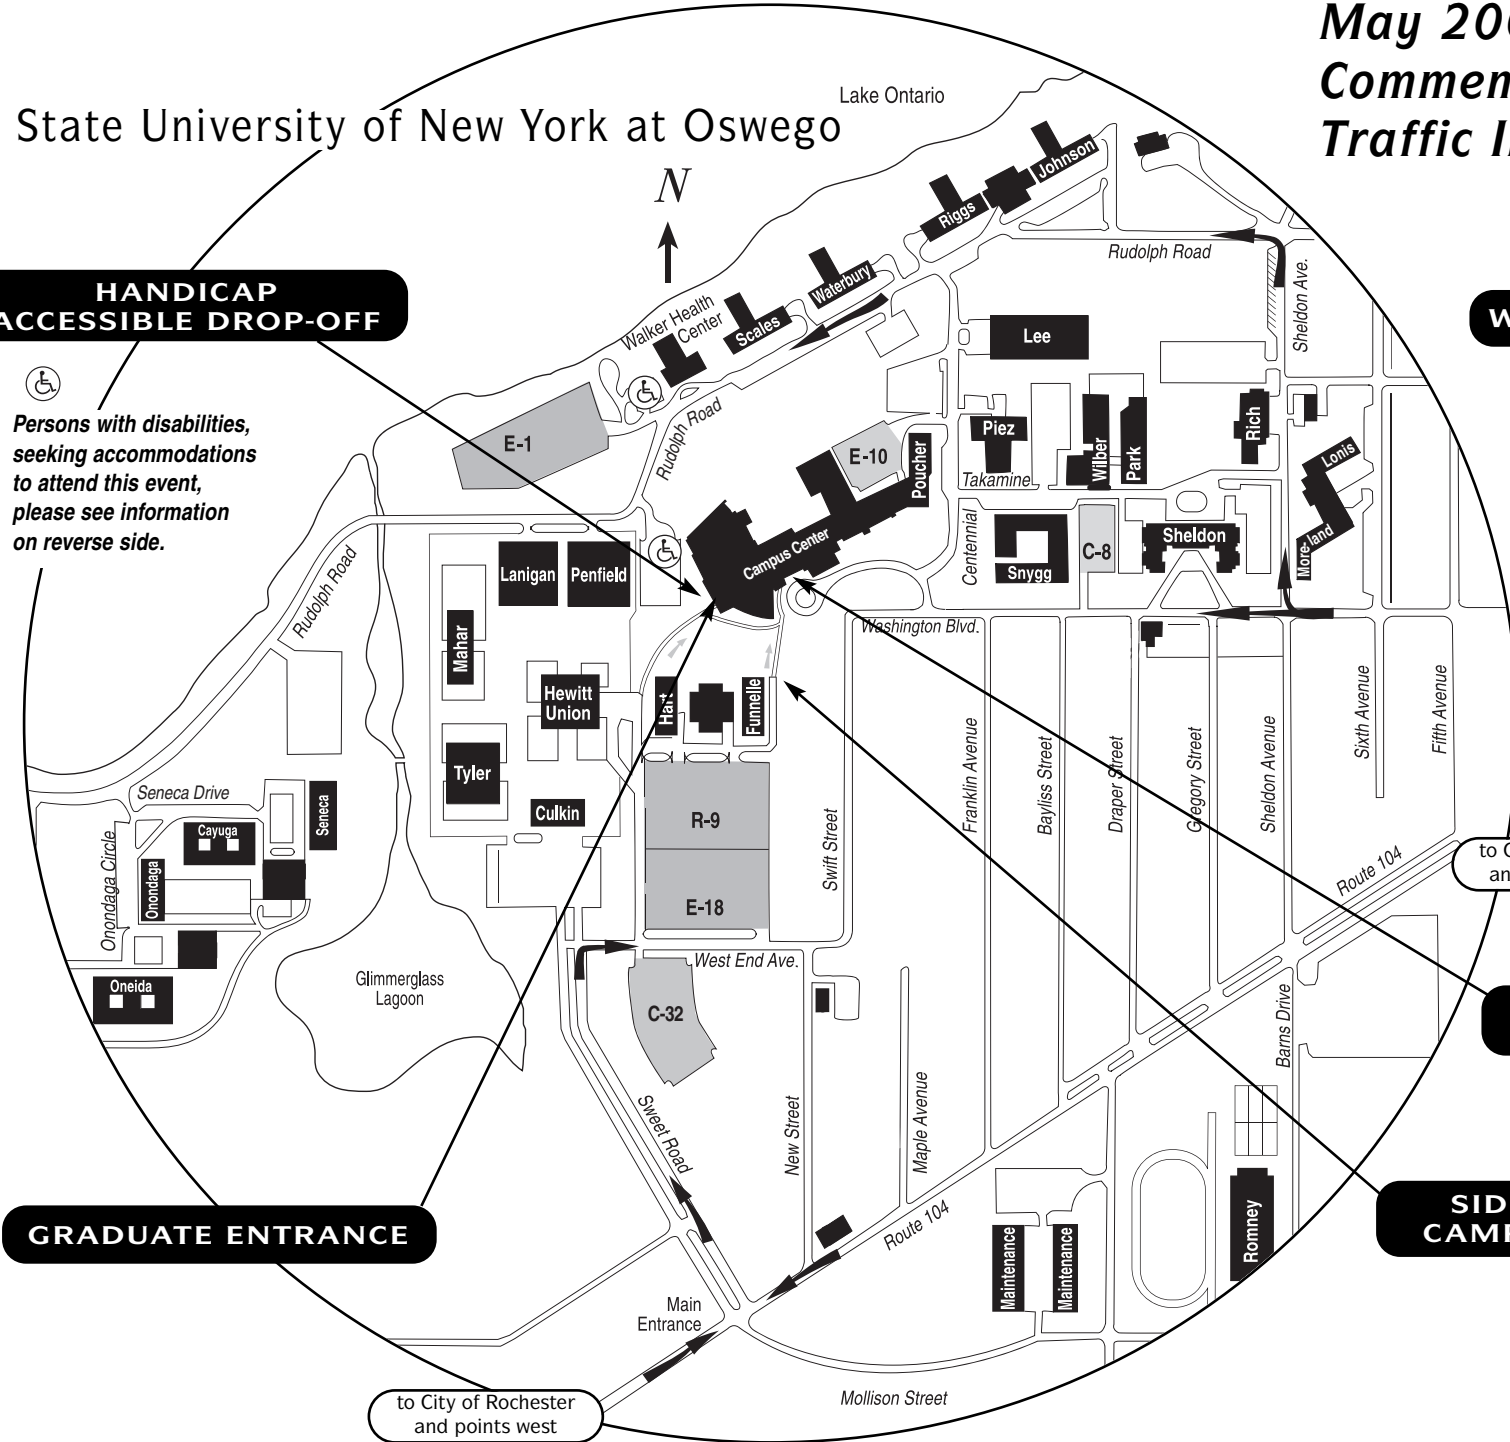 May 200
Commen
Traffic I
State University of New York at Oswego
Lake Ontario
N
HANDICAP
ACCESSIBLE DROP-OFF
Persons with disabilities,
seeking accommodations
to attend this event,
please see information
on reverse side.
Johnson
Riggs
Waterbury
Scales
Walker Health
Center
Rudolph Road
Sheldon Ave.
W
Lee
E-1
Rudolph Road
E-10
Poucher
Piez
Wilber
Park
Rich
Lonis
Takamine
Campus Center
Centennial
Snygg
C-8
Sheldon
More-land
Lanigan
Penfield
Rudolph Road
Mahar
Washington Blvd.
Hewitt
Union
Hart
Funnelle
Tyler
Culkin
Seneca Drive
Cayuga
Seneca
Onondaga
Onondaga Circle
Oneida
R-9
E-18
Swift Street
Franklin Avenue
Bayliss Street
Draper Street
Gregory Street
Sheldon Avenue
Sixth Avenue
Fifth Avenue
Route 104
to C
an
West End Ave.
Glimmerglass
Lagoon
C-32
Barns Drive
Sweet Road
New Street
Maple Avenue
GRADUATE ENTRANCE
Route 104
Maintenance
Maintenance
Romney
SID
CAMP
Main
Entrance
to City of Rochester
and points west
Mollison Street